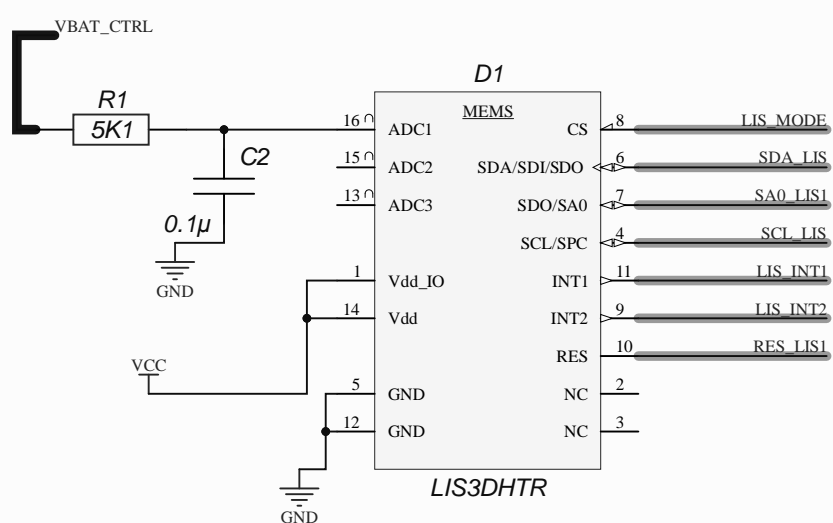 VBAT_CTRL
R1
5K1
C2
0.1µ
GND
VCC
GND
D1
MEMS
16 ADC1
15 ADC2
13 ADC3
1 Vdd_IO
14 Vdd
5 GND
12 GND
CS 8 LIS_MODE
SDA/SDI/SDO 6 SDA_LIS
SDO/SA0 7 SA0_LIS1
SCL/SPC 4 SCL_LIS
INT1 11 LIS_INT1
INT2 9 LIS_INT2
RES 10 RES_LIS1
NC 2
NC 3
LIS3DHTR